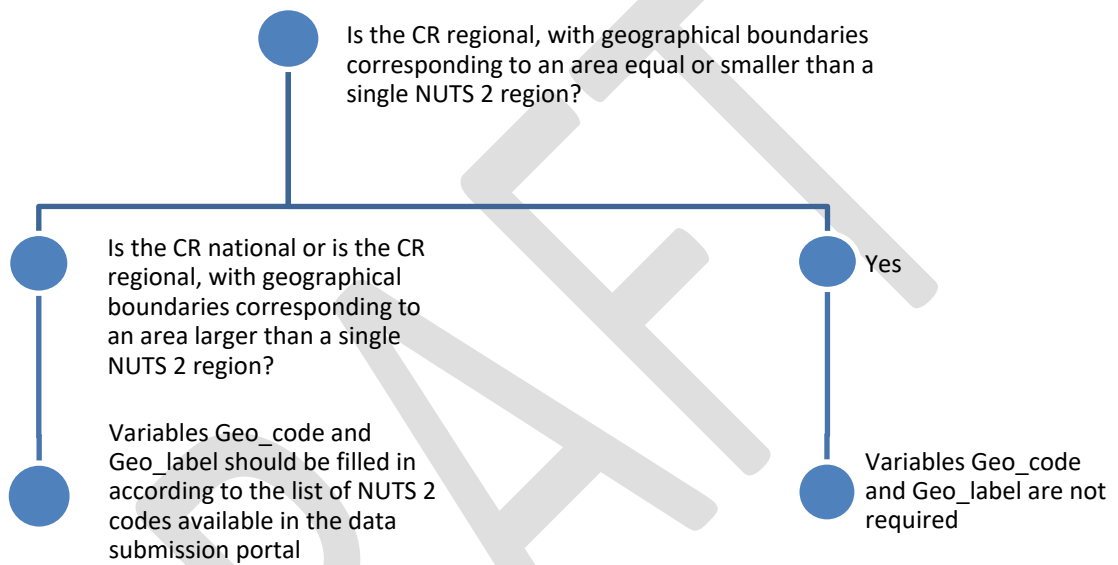 Is the CR regional, with geographical boundaries
corresponding to an area equal or smaller than a
single NUTS 2 region?
Is the CR national or is the CR
regional, with geographical
boundaries corresponding to
an area larger than a single
NUTS 2 region?
Yes
Variables Geo_code and
Geo_label should be filled in
according to the list of NUTS 2
codes available in the data
submission portal
Variables Geo_code
and Geo_label are not
required
DRAFT